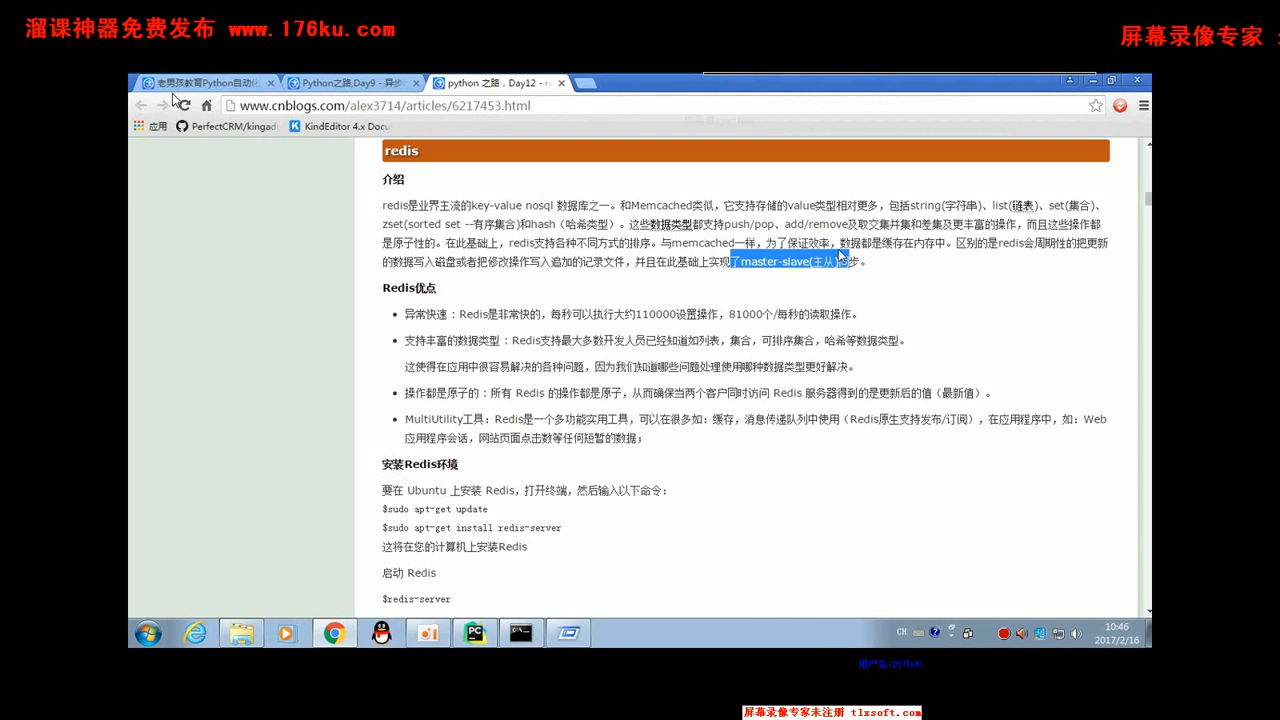 溜课神器免费发布 www.176ku.com
屏幕录像专家
老男孩教育Python自动化
Python之路,Day9 - 异步
python 之路，Day12 - n
www.cnblogs.com/alex3714/articles/6217453.html
应用
PerfectCRM/kingad
KindEditor 4.x Docu
redis
介绍
redis是业界主流的key-value nosql 数据库之一。和Memcached类似，它支持存储的value类型相对更多，包括string(字符串)、list(链表)、set(集合)、
zset(sorted set --有序集合)和hash（哈希类型）。这些数据类型都支持push/pop、add/remove及取交集并集和差集及更丰富的操作，而且这些操作都
是原子性的。在此基础上，redis支持各种不同方式的排序。与memcached一样，为了保证效率，数据都是缓存在内存中。区别的是redis会周期性的把更新
的数据写入磁盘或者把修改操作写入追加的记录文件，并且在此基础上实现了master-slave(主从)同步。
Redis优点
异常快速 : Redis是非常快的，每秒可以执行大约110000设置操作，81000个/每秒的读取操作。
支持丰富的数据类型 : Redis支持最大多数开发人员已经知道如列表，集合，可排序集合，哈希等数据类型。
这使得在应用中很容易解决的各种问题，因为我们知道哪些问题处理使用哪种数据类型更好解决。
操作都是原子的 : 所有 Redis 的操作都是原子，从而确保当两个客户同时访问 Redis 服务器得到的是更新后的值（最新值）。
MultiUtility工具：Redis是一个多功能实用工具，可以在很多如：缓存，消息传递队列中使用（Redis原生支持发布/订阅），在应用程序中，如：Web
应用程序会话，网站页面点击数等任何短暂的数据；
安装Redis环境
要在 Ubuntu 上安装 Redis，打开终端，然后输入以下命令：
$sudo apt-get update
$sudo apt-get install redis-server
这将在您的计算机上安装Redis
启动 Redis
$redis-server
CH
10:46
2017/2/16
屏幕录像专家未注册 tlxsoft.com